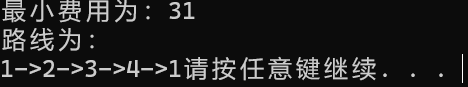 最小费用为：31
路线为：
1->2->3->4->1请按任意键继续. . .